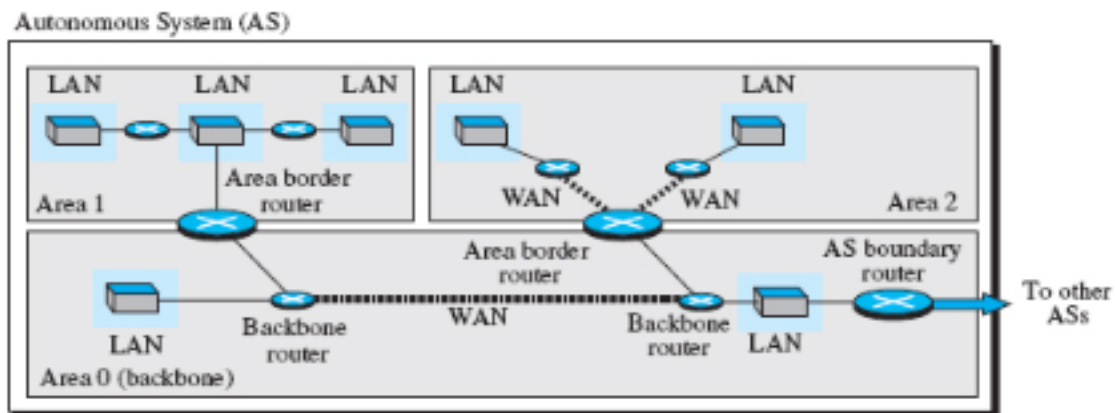 Autonomous System (AS)
LAN
LAN
LAN
Area border
router
Area 1
LAN
LAN
WAN
WAN
Area 2
Area border
router
AS boundary
router
To other
ASs
LAN
Backbone
router
WAN
Backbone
router
LAN
Area 0 (backbone)